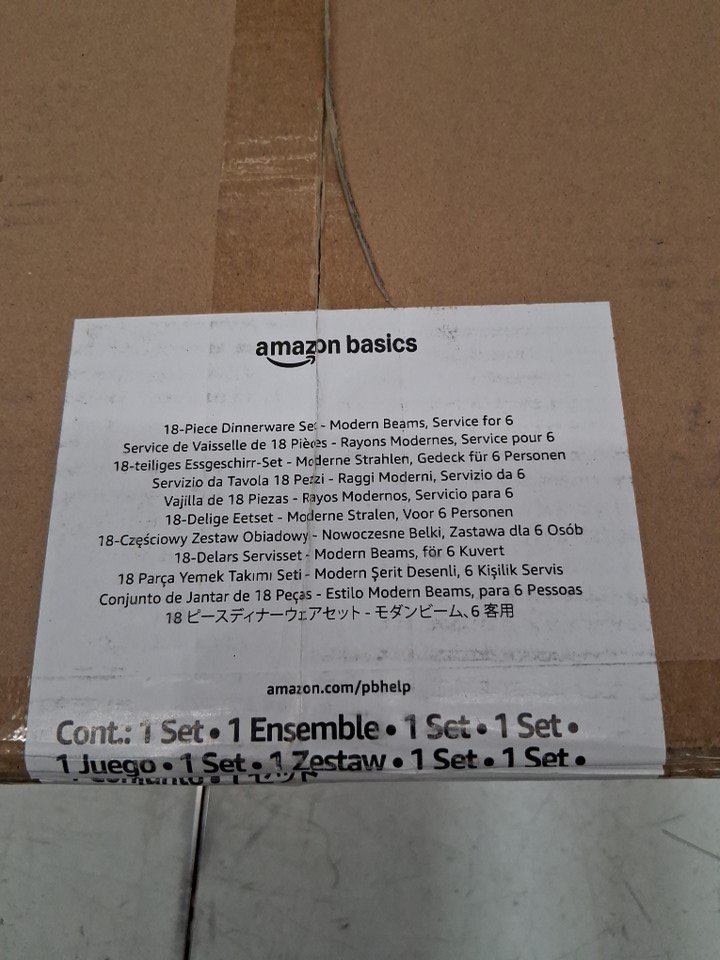 amazon basics
18-Piece Dinnerware Set - Modern Beams, Service for 6
Service de Vaisselle de 18 Pièces - Rayons Modernes, Service pour 6
18-teiliges Essgeschirr-Set - Moderne Strahlen, Gedeck für 6 Personen
Servizio da Tavola 18 Pezzi - Raggi Moderni, Servizio da 6
Vajilla de 18 Piezas - Rayos Modernos, Servicio para 6
18-Delige Eetset - Moderne Stralen, Voor 6 Personen
18-Częściowy Zestaw Obiadowy - Nowoczesne Belki, Zastawa dla 6 Osób
18-Delars Servisset - Modern Beams, för 6 Kuvert
18 Parça Yemek Takımı Seti - Modern Şerit Desenli, 6 Kişilik Servis
Conjunto de Jantar de 18 Peças - Estilo Modern Beams, para 6 Pessoas
18 ピースディナーウェアセット - モダンビーム、6 客用
amazon.com/pbhelp
Cont.: 1 Set • 1 Ensemble • 1 Set • 1 Set •
1 Juego • 1 Set • 1 Zestaw • 1 Set • 1 Set •
1 Conjunto • 1 セット